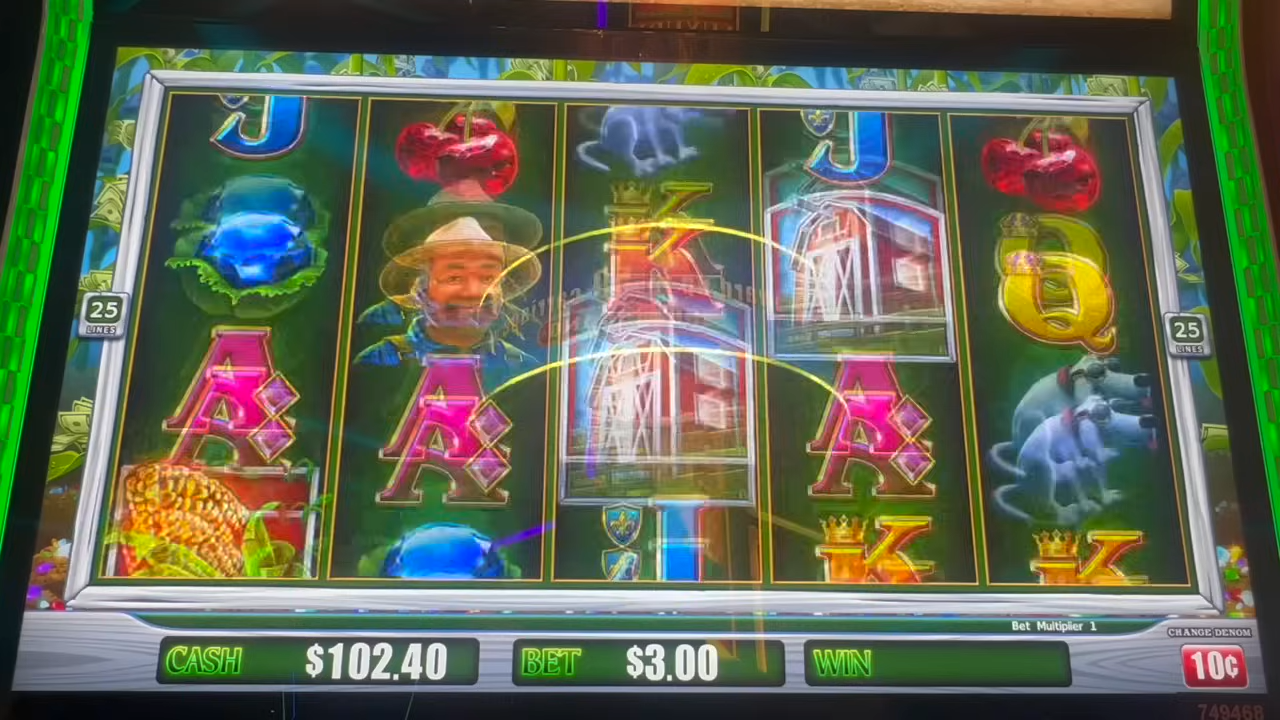 J
J
K
25
LINES
Q
25
LINES
A
A
A
J
K
K
Bet Multiplier 1
CHANGE DENOM
CASH $102.40 BET $3.00 WIN
10¢
749468